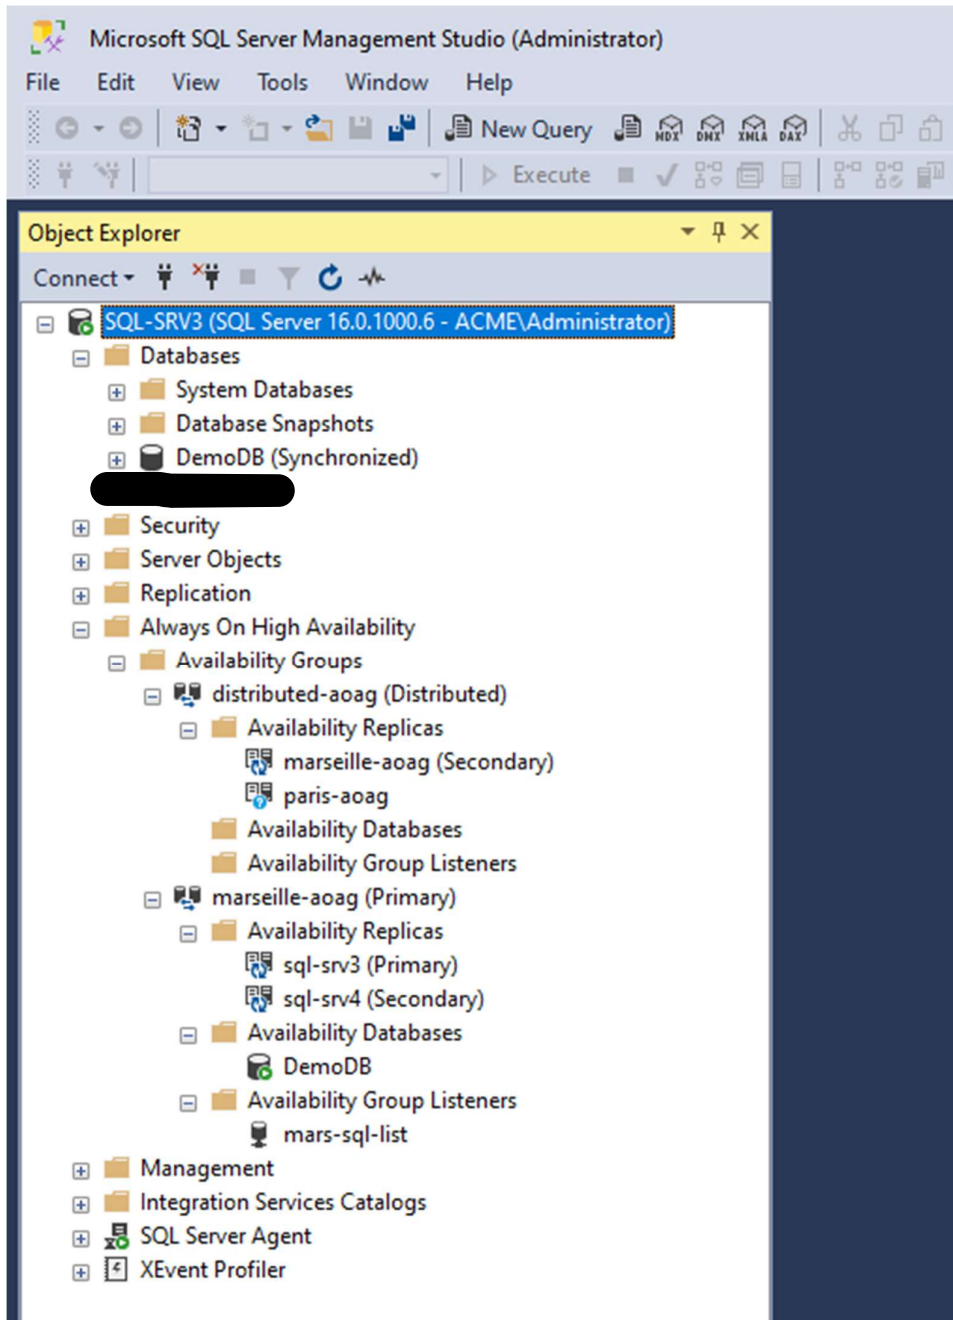 Microsoft SQL Server Management Studio (Administrator)
File Edit View Tools Window Help
New Query MDX DMX XMLA DAX
Execute
Object Explorer
Connect
SQL-SRV3 (SQL Server 16.0.1000.6 - ACME\Administrator)
Databases
System Databases
Database Snapshots
DemoDB (Synchronized)
Security
Server Objects
Replication
Always On High Availability
Availability Groups
distributed-aoag (Distributed)
Availability Replicas
marseille-aoag (Secondary)
paris-aoag
Availability Databases
Availability Group Listeners
marseille-aoag (Primary)
Availability Replicas
sql-srv3 (Primary)
sql-srv4 (Secondary)
Availability Databases
DemoDB
Availability Group Listeners
mars-sql-list
Management
Integration Services Catalogs
SQL Server Agent
XEvent Profiler